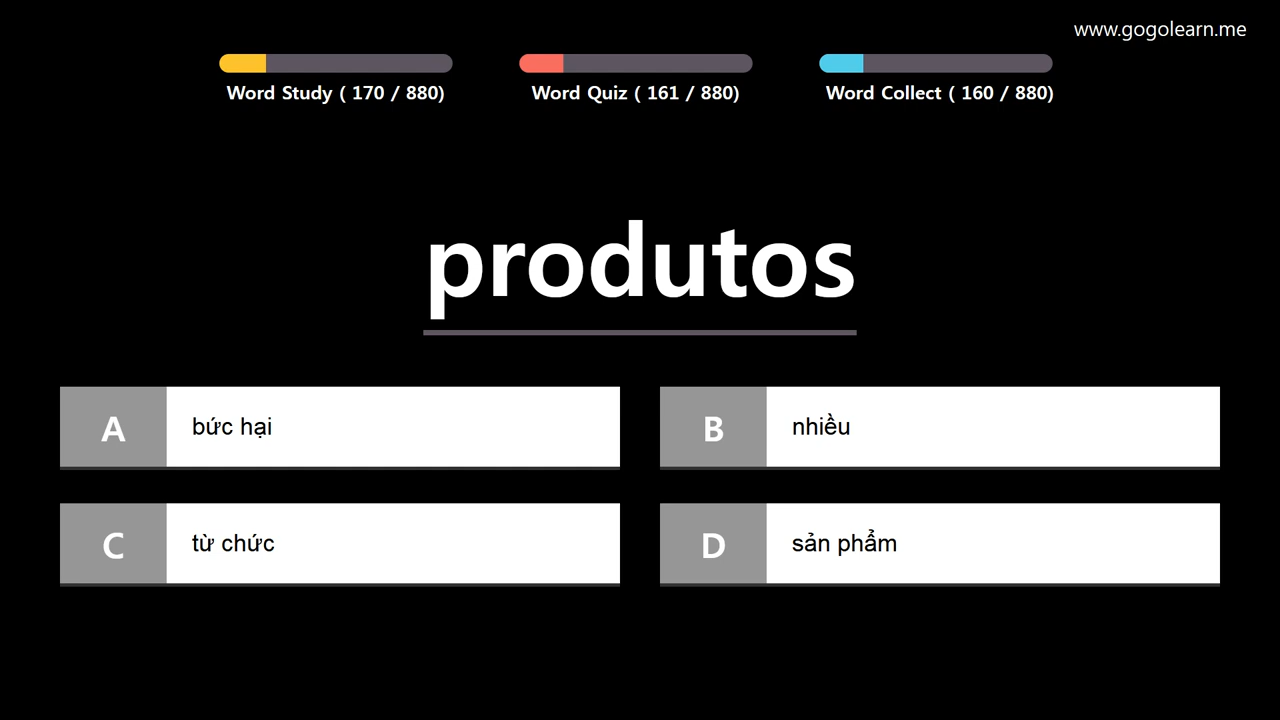 www.gogolearn.me
Word Study ( 170 / 880)
Word Quiz ( 161 / 880)
Word Collect ( 160 / 880)
produtos
A
bức hại
B
nhiều
C
từ chức
D
sản phẩm